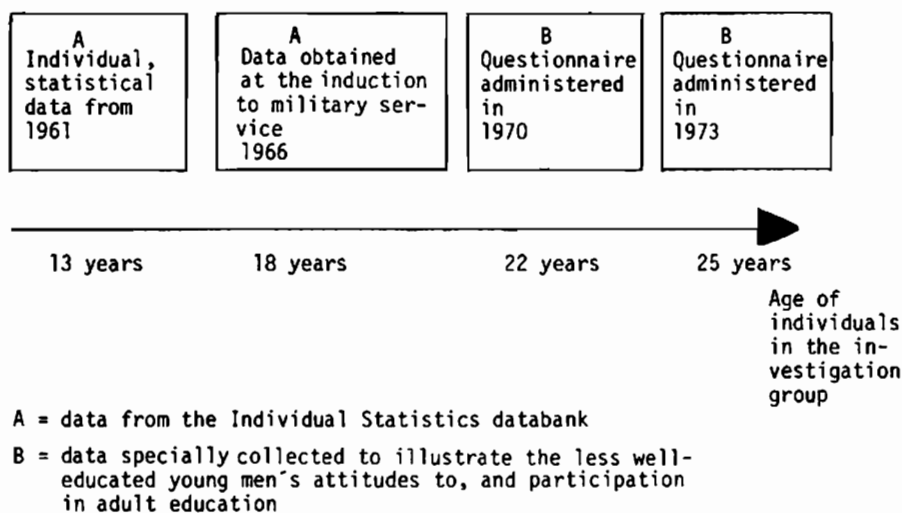 A
Individual,
statistical
data from
1961
A
Data obtained
at the induction
to military ser-
vice
1966
B
Questionnaire
administered
in
1970
B
Questionnaire
administered
in
1973
13 years
18 years
22 years
25 years
Age of
individuals
in the in-
vestigation
group
A = data from the Individual Statistics databank
B = data specially collected to illustrate the less well-
educated young men´s attitudes to, and participation
in adult education